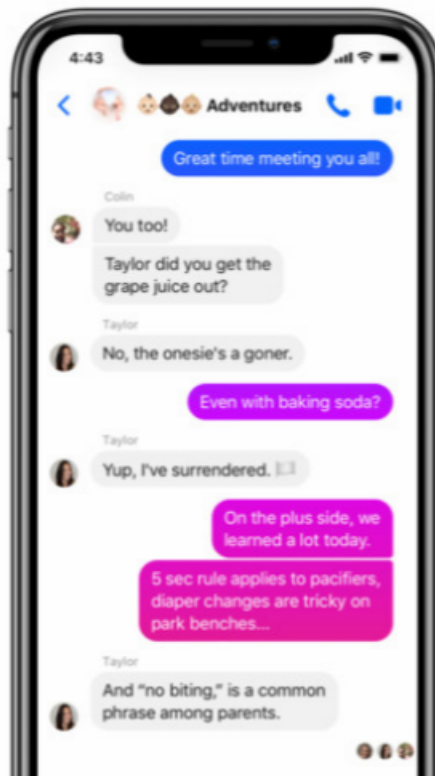 4:43
👶🏻👶🏿👶🏼 Adventures
Great time meeting you all!
Colin
You too!
Taylor did you get the
grape juice out?
Taylor
No, the onesie's a goner.
Even with baking soda?
Taylor
Yup, I've surrendered. 🏳️
On the plus side, we
learned a lot today.
5 sec rule applies to pacifiers,
diaper changes are tricky on
park benches...
Taylor
And "no biting," is a common
phrase among parents.